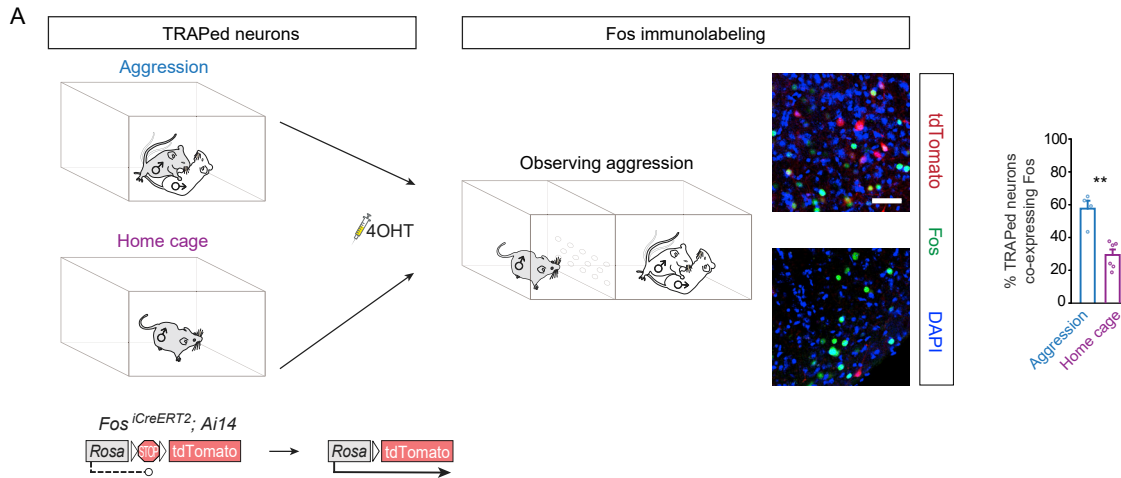 A
TRAPed neurons
Fos immunolabeling
Aggression
Home cage
4OHT
Observing aggression
tdTomato
Fos
DAPI
% TRAPed neurons
co-expressing Fos
100
80
60
40
20
0
**
Aggression
Home cage
Fos iCreERT2; Ai14
Rosa STOP tdTomato
Rosa tdTomato